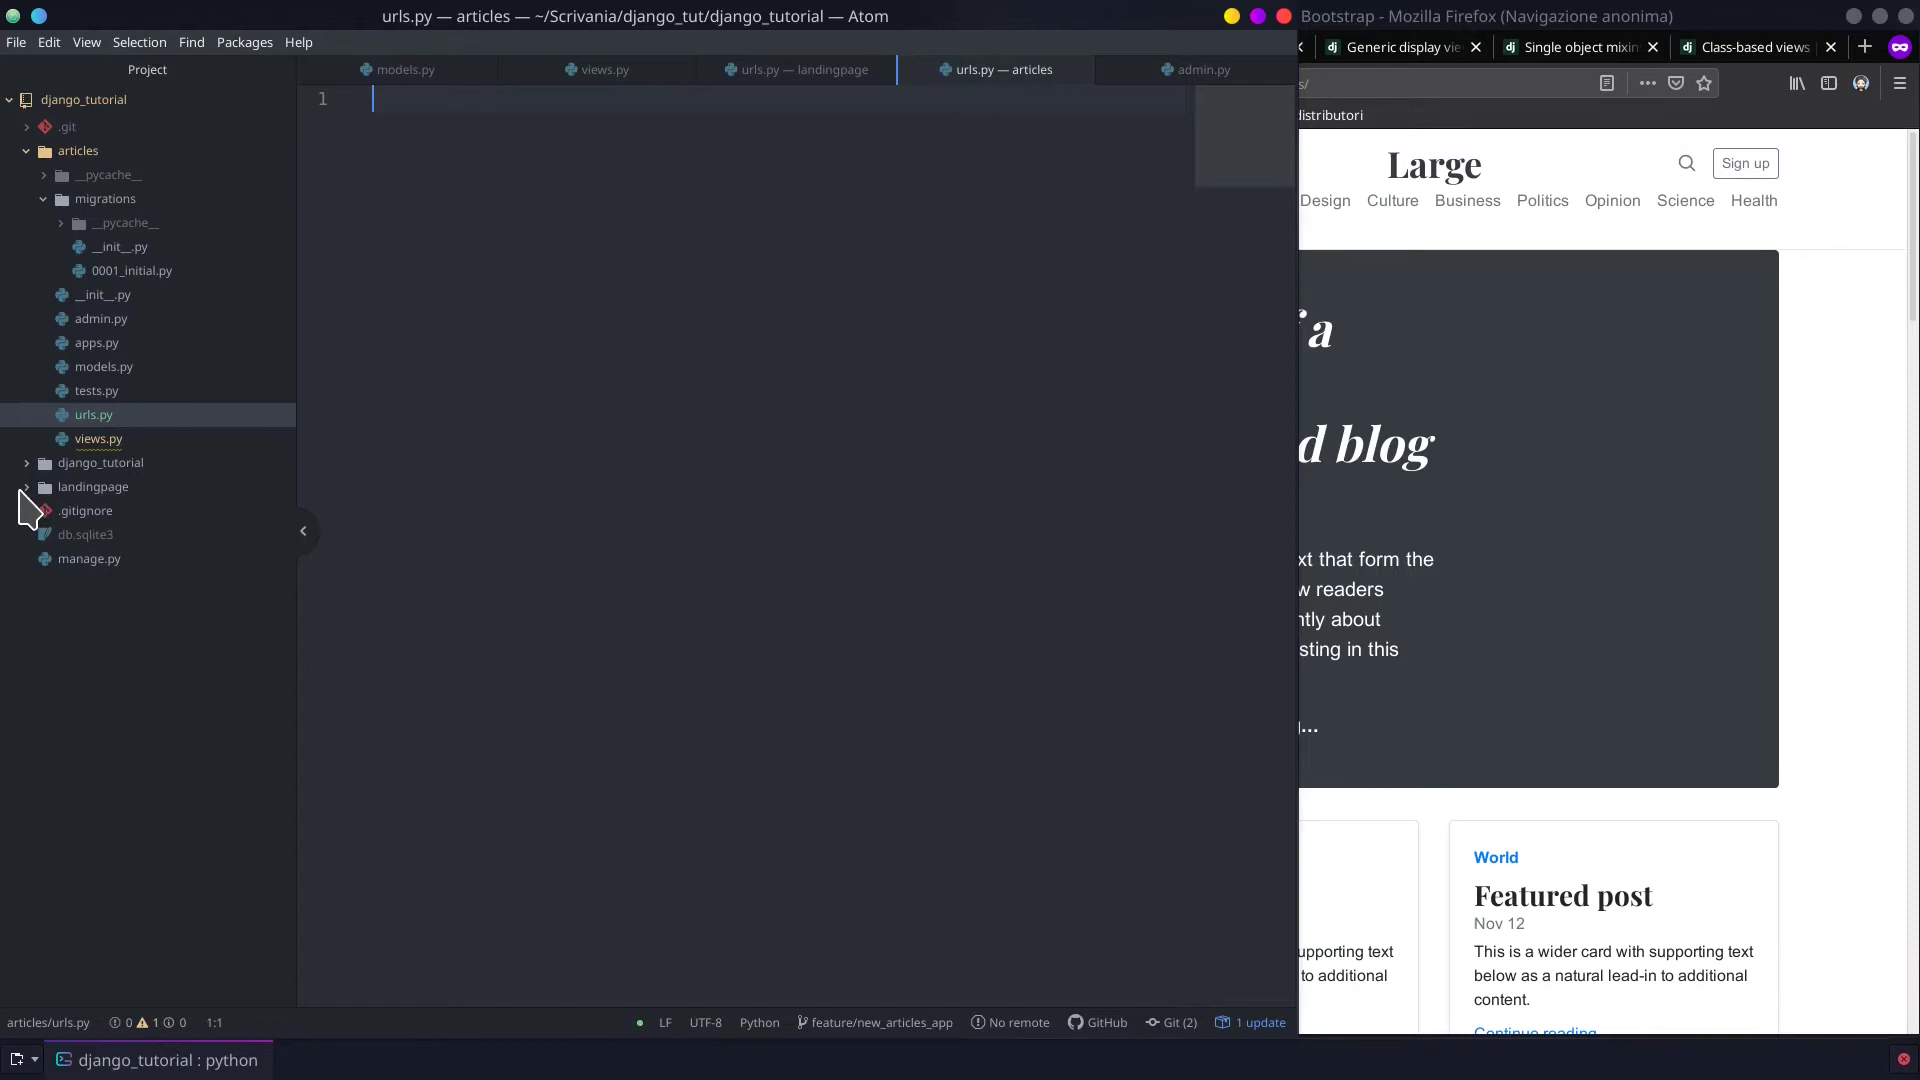 urls.py — articles — ~/Scrivania/django_tut/django_tutorial — Atom
File Edit View Selection Find Packages Help
Project
django_tutorial
.git
articles
__pycache__
migrations
__pycache__
__init__.py
0001_initial.py
__init__.py
admin.py
apps.py
models.py
tests.py
urls.py
views.py
django_tutorial
landingpage
.gitignore
db.sqlite3
manage.py
models.py views.py urls.py — landingpage urls.py — articles admin.py
1
articles/urls.py 0 1 0 1:1 LF UTF-8 Python feature/new_articles_app No remote GitHub Git (2) 1 update
django_tutorial : python
Bootstrap - Mozilla Firefox (Navigazione anonima)
Generic display vie Single object mixin Class-based views
s/
distributori
Large
Sign up
Design Culture Business Politics Opinion Science Health
f a
d blog
xt that form the
w readers
ntly about
sting in this
g...
upporting text
to additional
World
Featured post
Nov 12
This is a wider card with supporting text
below as a natural lead-in to additional
content.
Continue reading